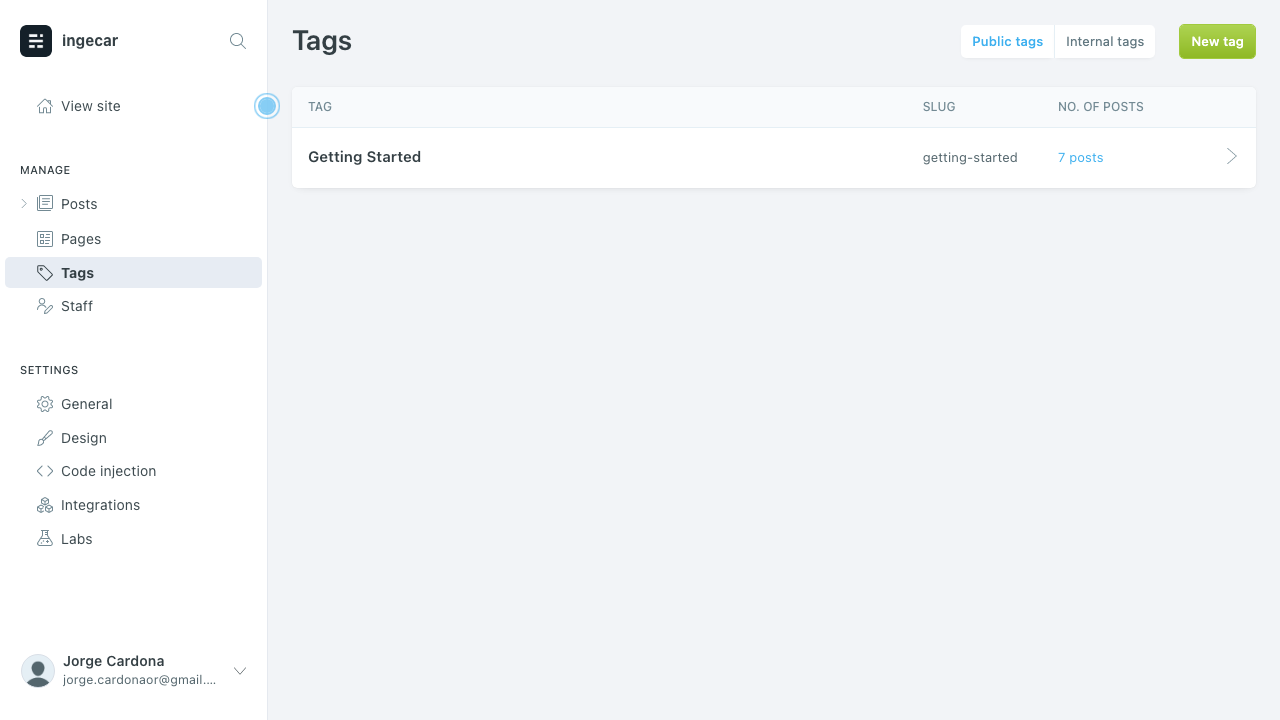 ingecar
View site
MANAGE
Posts
Pages
Tags
Staff
SETTINGS
General
Design
Code injection
Integrations
Labs
Jorge Cardona
jorge.cardonaor@gmail....
Tags
Public tags
Internal tags
New tag
TAG SLUG NO. OF POSTS
Getting Started getting-started 7 posts